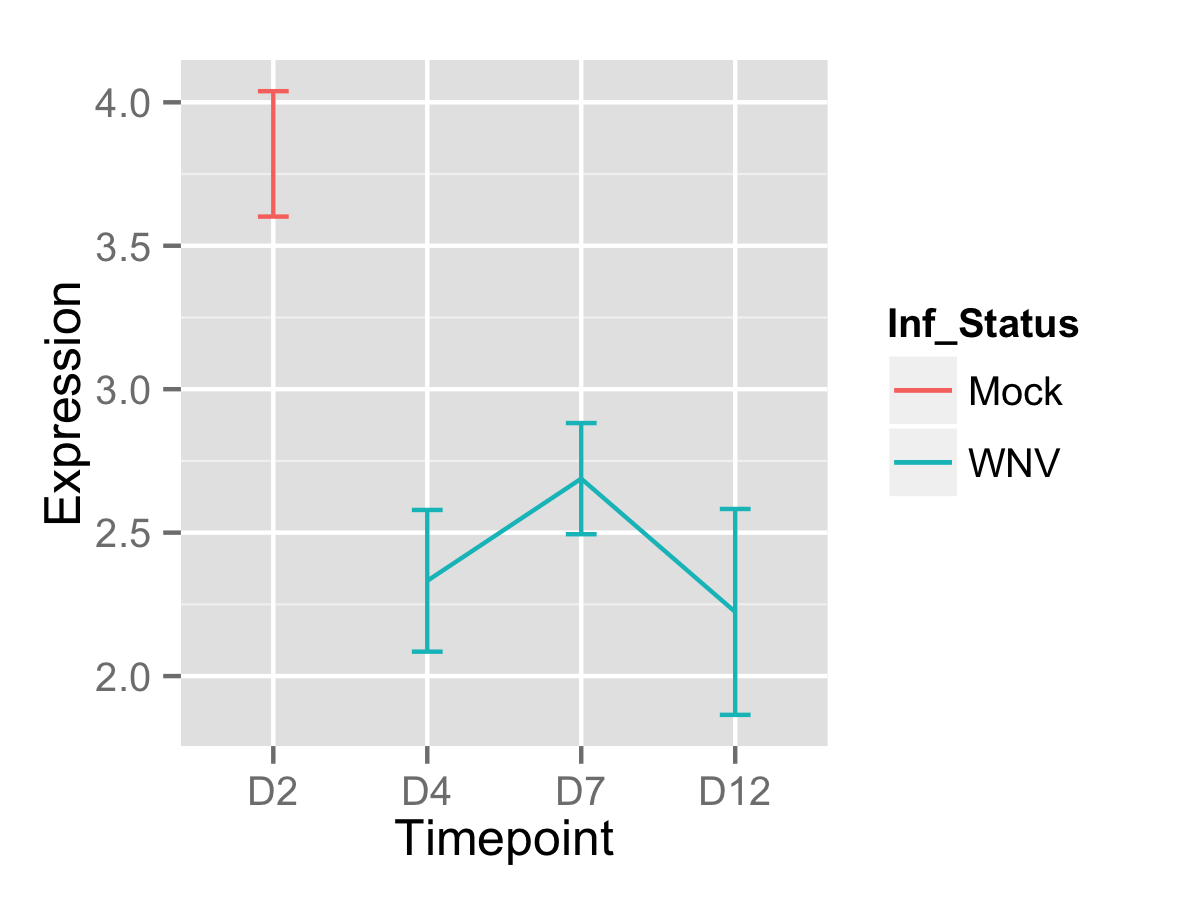 4.0
3.5
3.0
2.5
2.0
Expression
D2 D4 D7 D12
Timepoint
Inf_Status
Mock
WNV